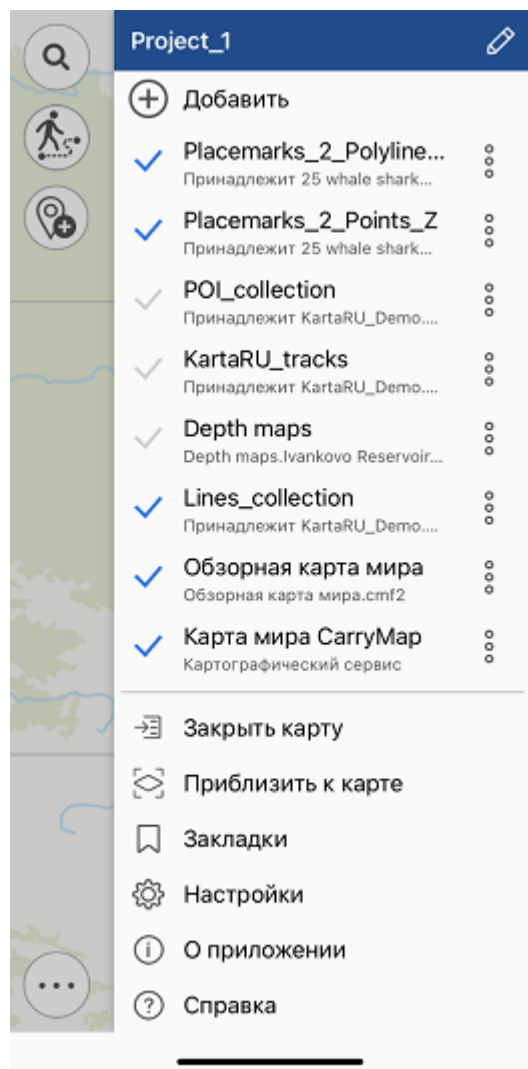 Project_1
Добавить
Placemarks_2_Polyline...
Принадлежит 25 whale shark...
Placemarks_2_Points_Z
Принадлежит 25 whale shark...
POI_collection
Принадлежит KartaRU_Demo....
KartaRU_tracks
Принадлежит KartaRU_Demo....
Depth maps
Depth maps.Ivankovo Reservoir...
Lines_collection
Принадлежит KartaRU_Demo....
Обзорная карта мира
Обзорная карта мира.cmf2
Карта мира CarryMap
Картографический сервис
Закрыть карту
Приблизить к карте
Закладки
Настройки
О приложении
Справка